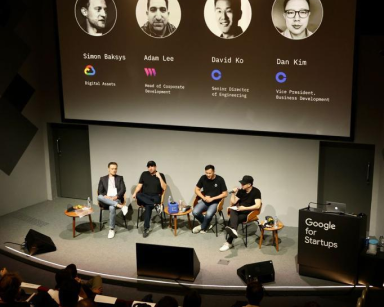 Simon Baksys
Digital Assets
Adam Lee
Head of Corporate
Development
David Ko
Senior Director
of Engineering
Dan Kim
Vice President,
Business Development
Google
for
Startups